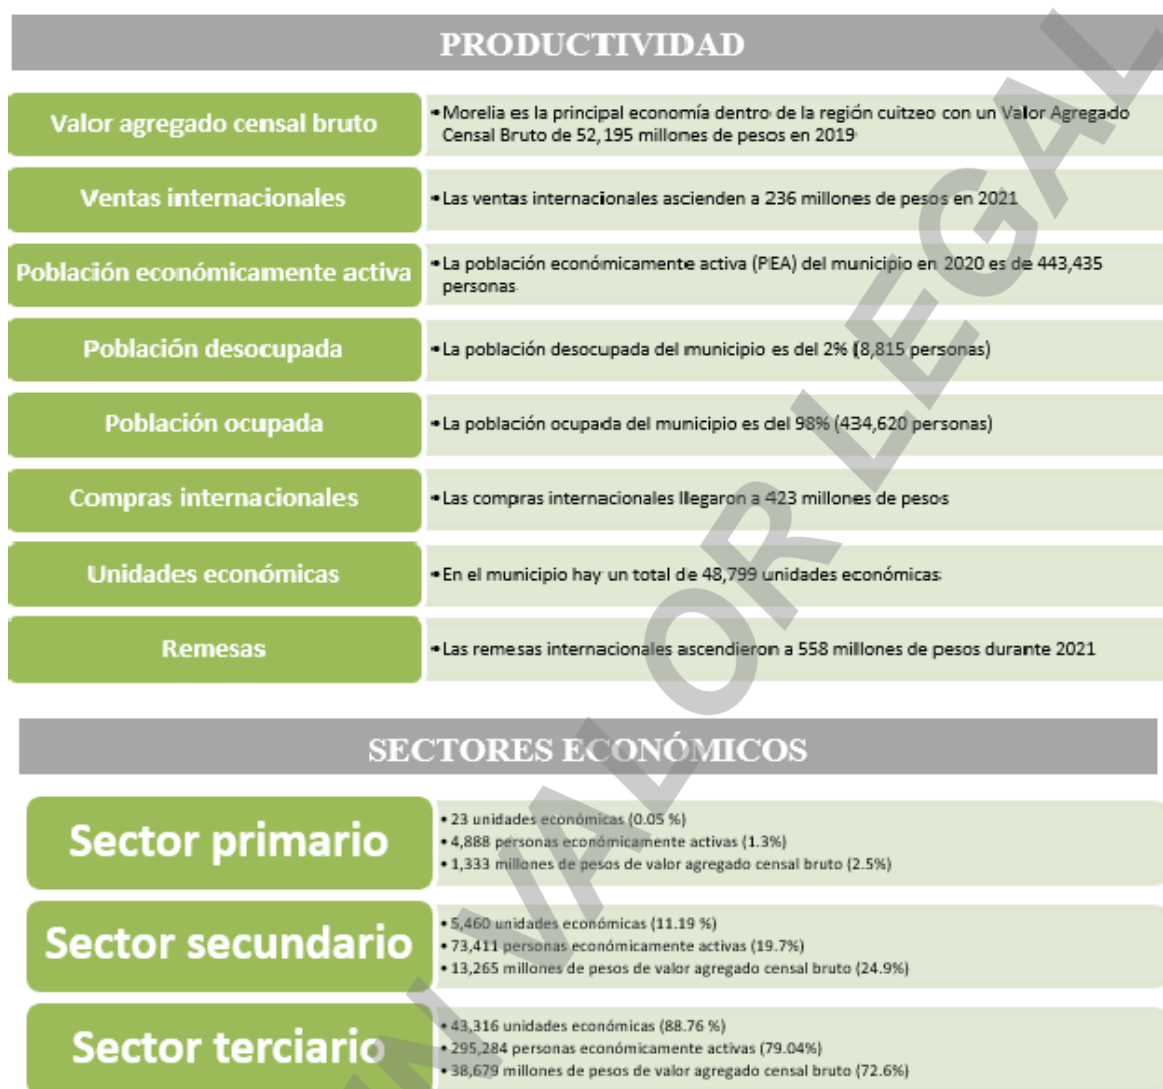 PRODUCTIVIDAD
Valor agregado censal bruto
•Morelia es la principal economía dentro de la región cuitzeo con un Valor Agregado
Censal Bruto de 52,195 millones de pesos en 2019
Ventas internacionales
•Las ventas internacionales ascienden a 236 millones de pesos en 2021
Población económicamente activa
•La población económicamente activa (PEA) del municipio en 2020 es de 443,435
personas
Población desocupada
•La población desocupada del municipio es del 2% (8,815 personas)
Población ocupada
•La población ocupada del municipio es del 98% (434,620 personas)
Compras internacionales
•Las compras internacionales llegaron a 423 millones de pesos
Unidades económicas
•En el municipio hay un total de 48,799 unidades económicas
Remesas
•Las remesas internacionales ascendieron a 558 millones de pesos durante 2021
SECTORES ECONÓMICOS
Sector primario
• 23 unidades económicas (0.05 %)
• 4,888 personas económicamente activas (1.3%)
• 1,333 millones de pesos de valor agregado censal bruto (2.5%)
Sector secundario
• 5,460 unidades económicas (11.19 %)
• 73,411 personas económicamente activas (19.7%)
• 13,265 millones de pesos de valor agregado censal bruto (24.9%)
Sector terciario
• 43,316 unidades económicas (88.76 %)
• 295,284 personas económicamente activas (79.04%)
• 38,679 millones de pesos de valor agregado censal bruto (72.6%)
N VALOR LEGAL